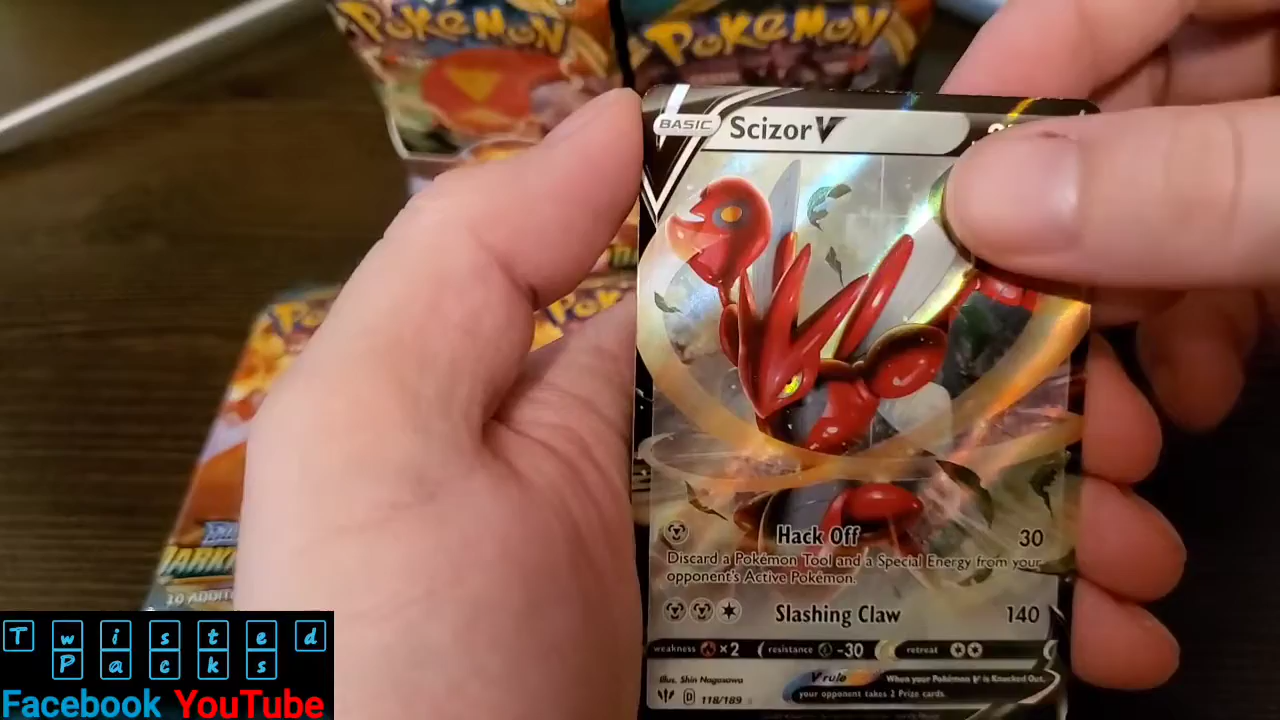 POKÉMON
POKÉMON
BASIC
Scizor V
Hack Off 30
Discard a Pokémon Tool and a Special Energy from your
opponent's Active Pokémon.
Slashing Claw 140
weakness ×2 resistance -30 retreat
Illus. Shin Nagasawa
V rule When your Pokémon V is Knocked Out,
your opponent takes 2 Prize cards.
D 118/189
Twisted
Packs
Facebook YouTube